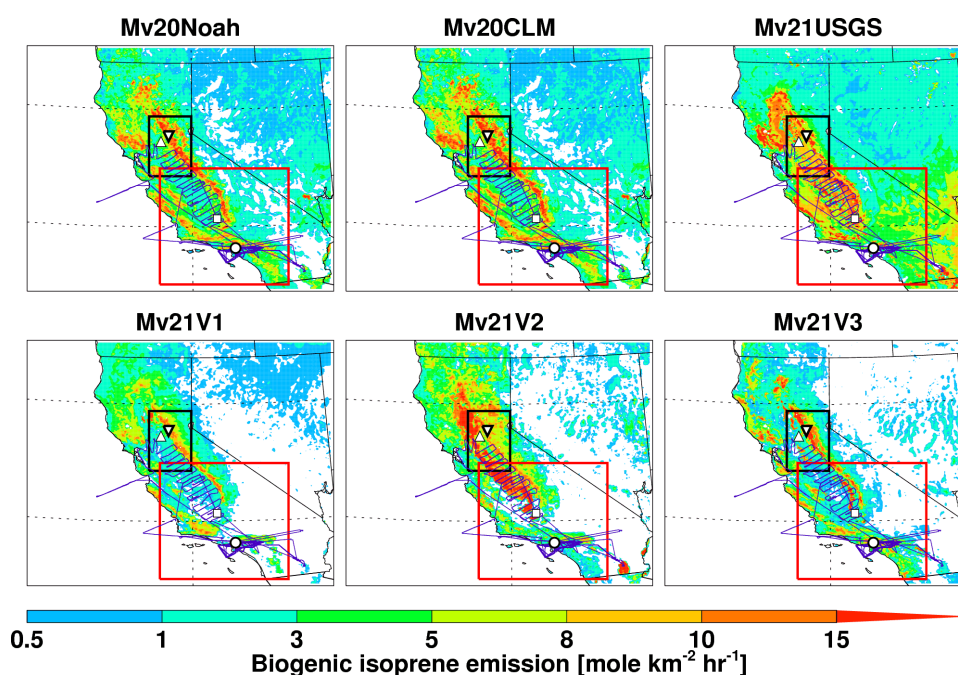 Mv20Noah Mv20CLM Mv21USGS
Mv21V1 Mv21V2 Mv21V3
0.5 1 3 5 8 10 15
Biogenic isoprene emission [mole km⁻² hr⁻¹]